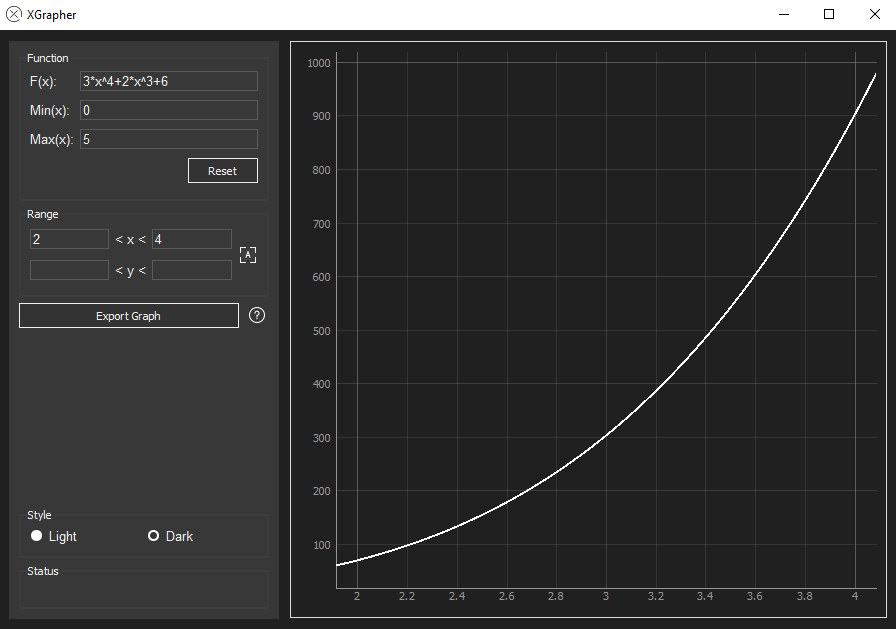 XGrapher
Function
F(x): 3*x^4+2*x^3+6
Min(x): 0
Max(x): 5
Reset
Range
2 < x < 4
A
< y <
Export Graph ?
Style
Light Dark
Status
1000
900
800
700
600
500
400
300
200
100
2 2.2 2.4 2.6 2.8 3 3.2 3.4 3.6 3.8 4